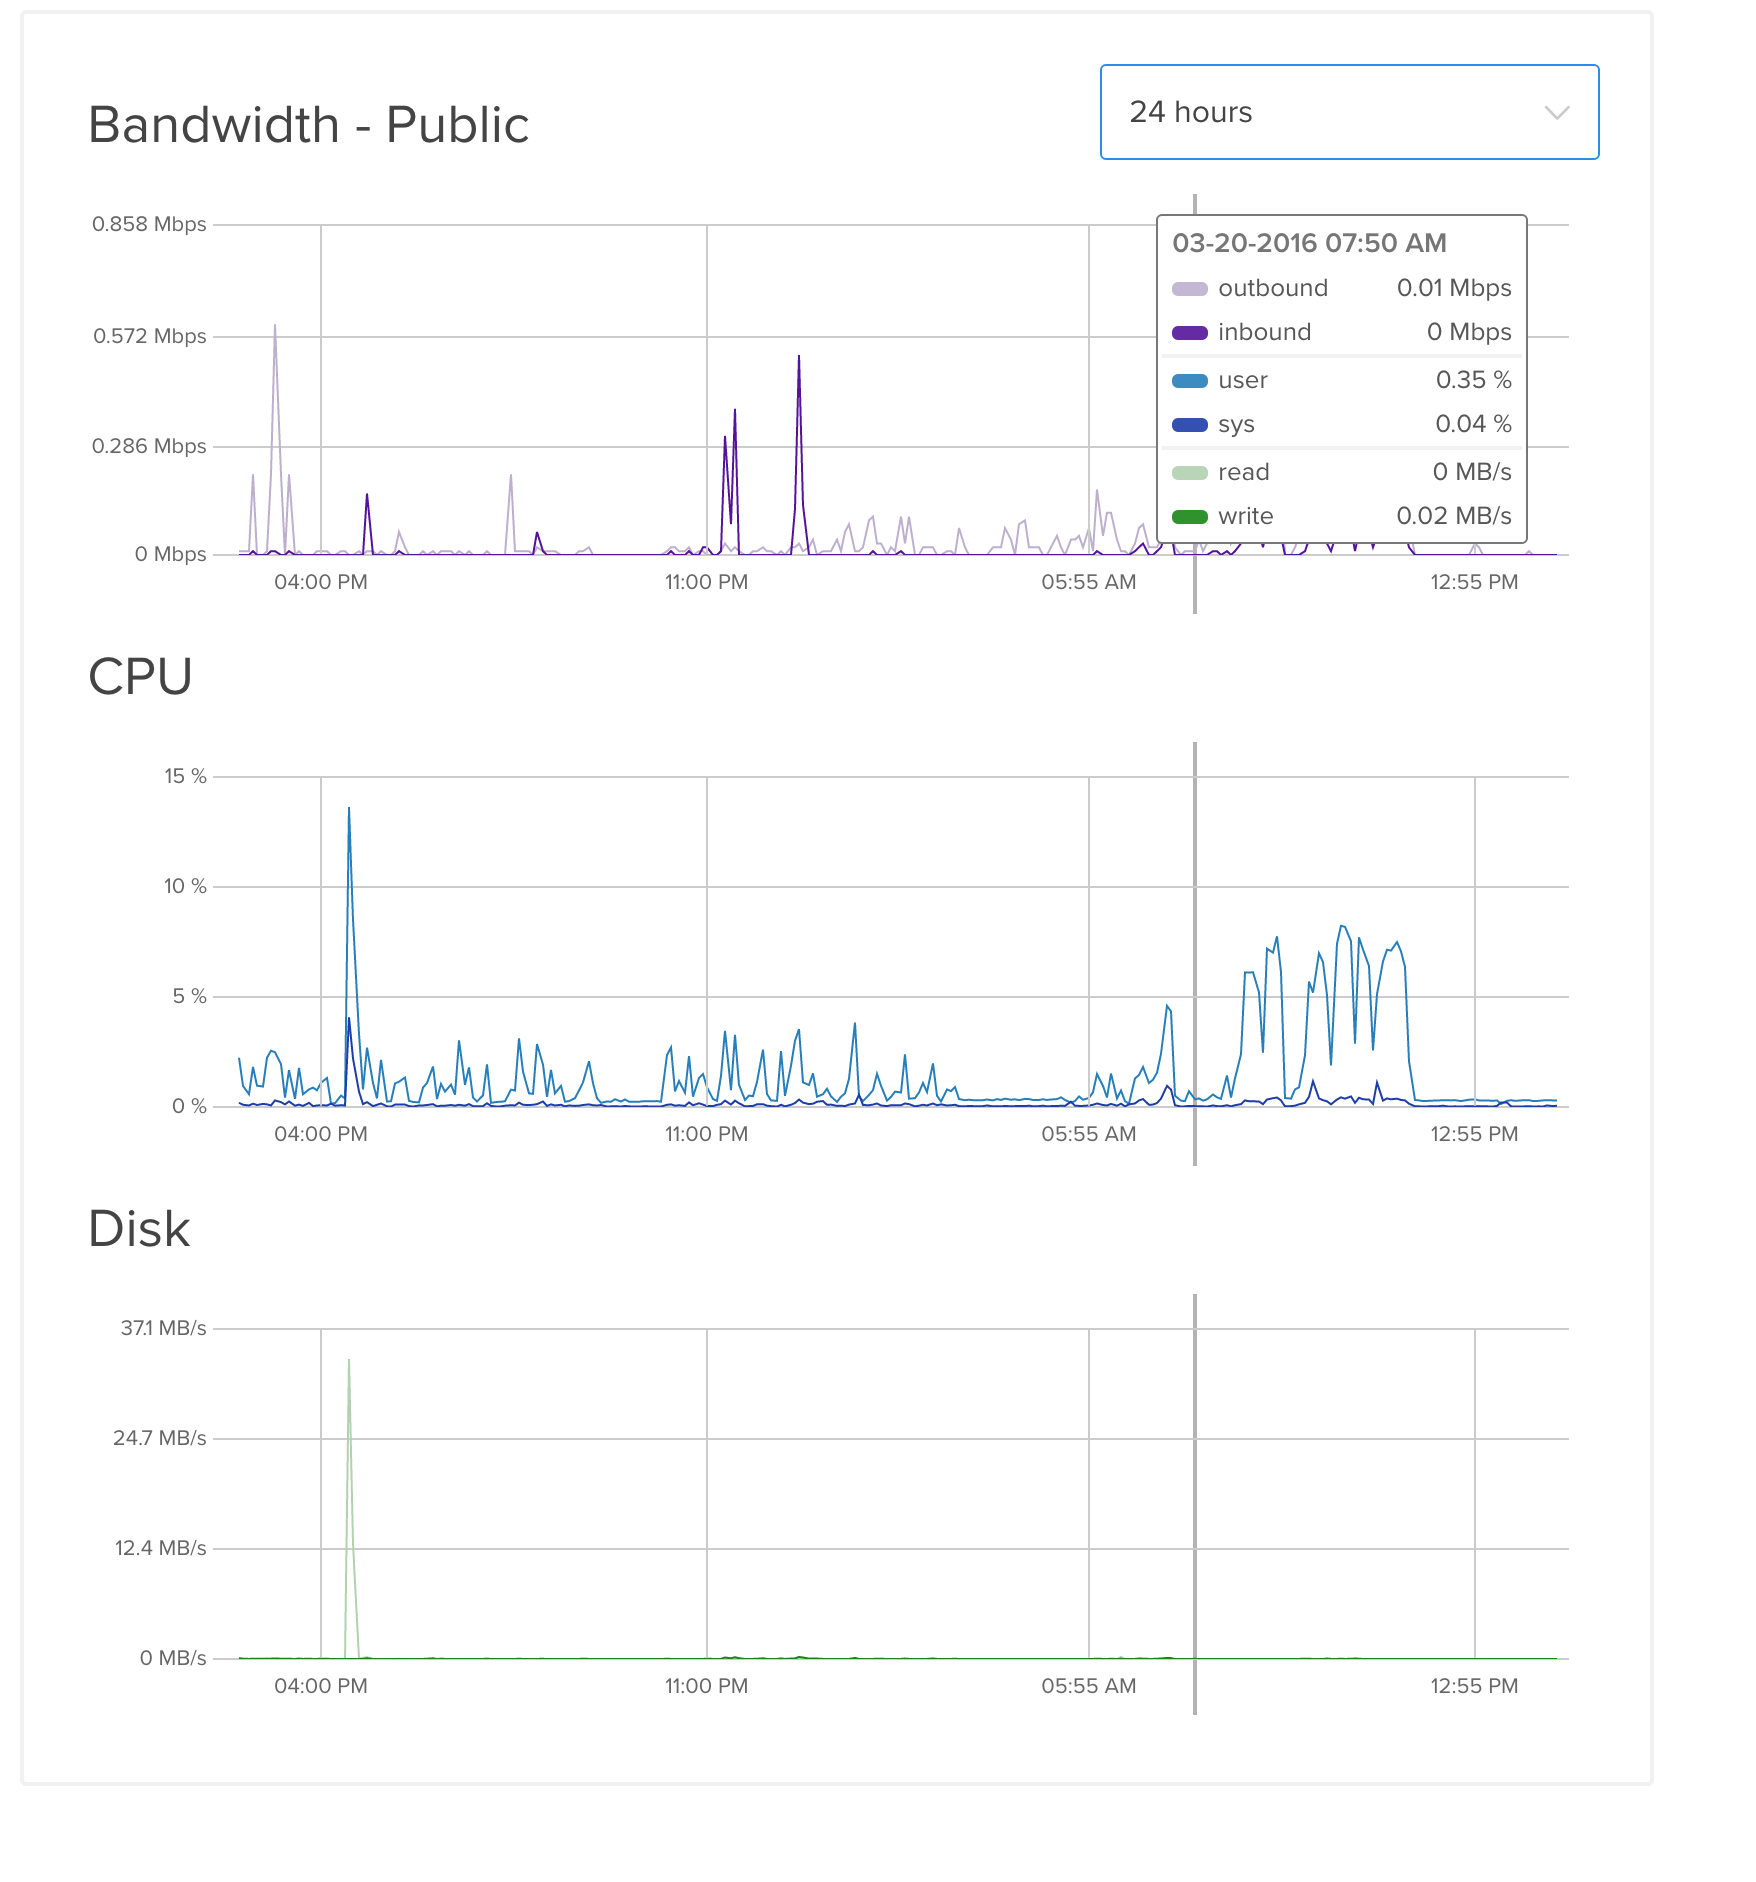 Bandwidth - Public
24 hours
0.858 Mbps
0.572 Mbps
0.286 Mbps
0 Mbps
04:00 PM 11:00 PM 05:55 AM 12:55 PM
03-20-2016 07:50 AM
outbound 0.01 Mbps
inbound 0 Mbps
user 0.35 %
sys 0.04 %
read 0 MB/s
write 0.02 MB/s
CPU
15 %
10 %
5 %
0 %
04:00 PM 11:00 PM 05:55 AM 12:55 PM
Disk
37.1 MB/s
24.7 MB/s
12.4 MB/s
0 MB/s
04:00 PM 11:00 PM 05:55 AM 12:55 PM